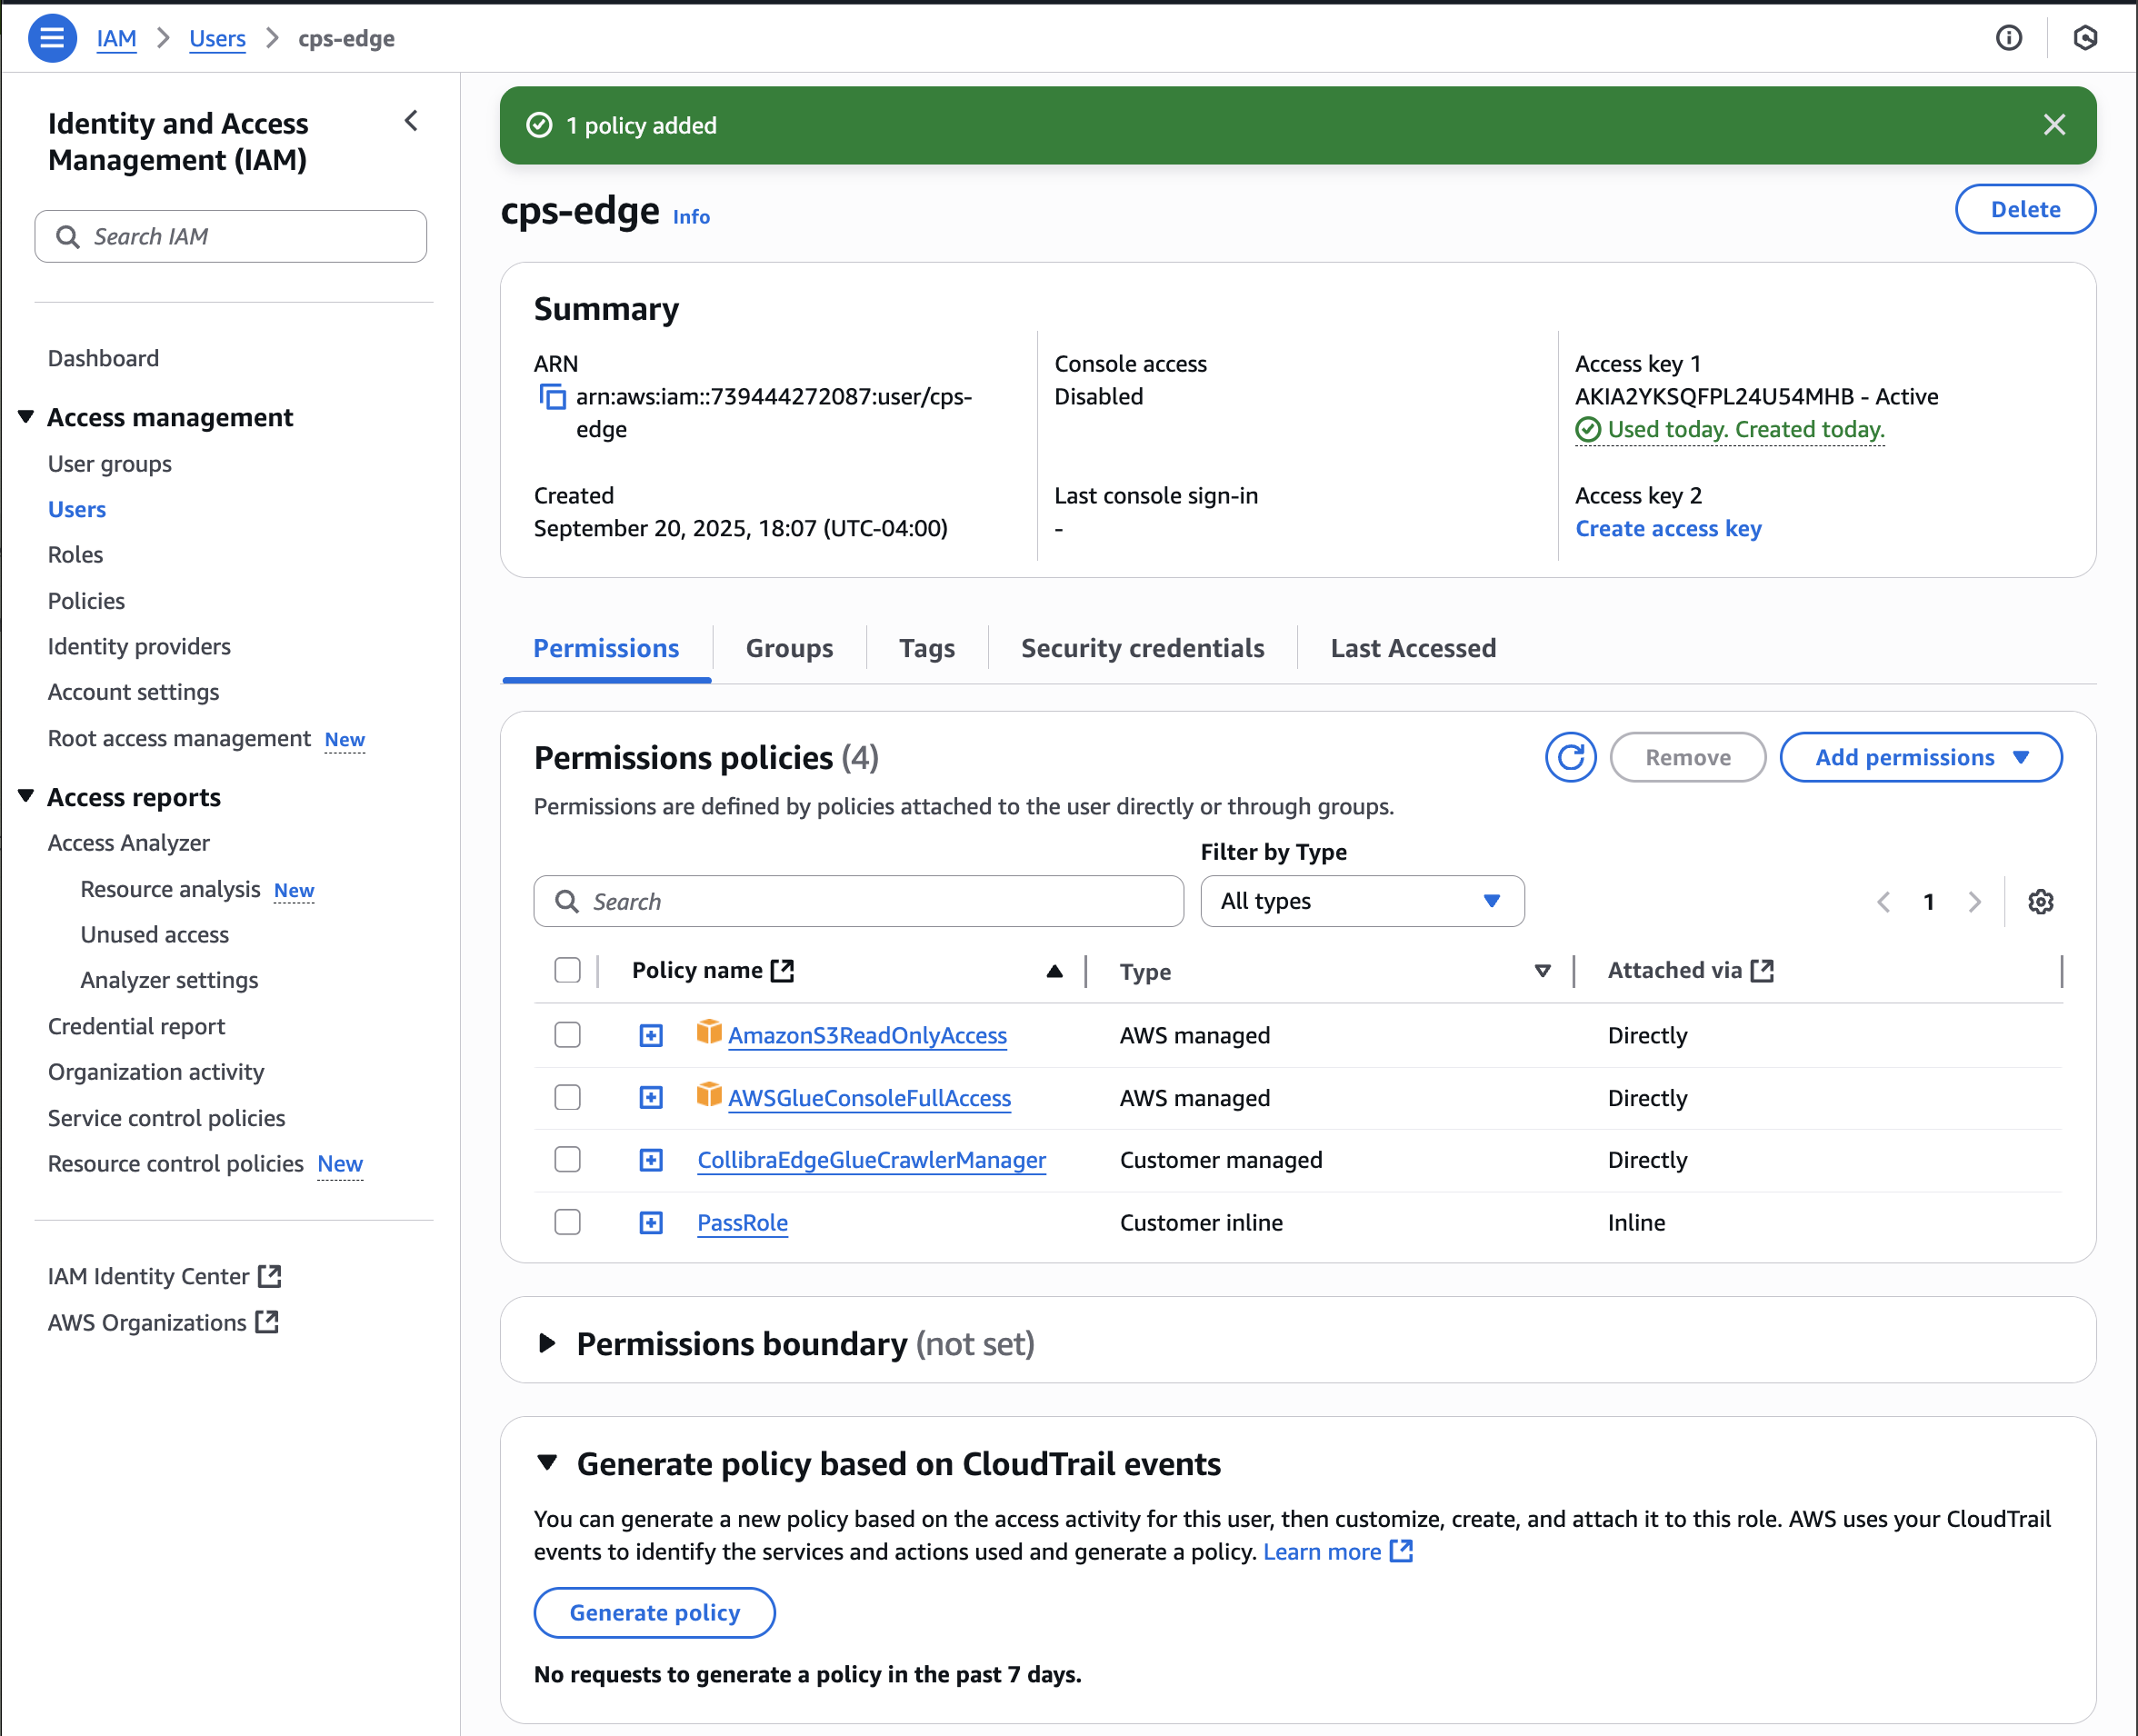 IAM > Users > cps-edge
Identity and Access
Management (IAM)
Search IAM
Dashboard
Access management
User groups
Users
Roles
Policies
Identity providers
Account settings
Root access management New
Access reports
Access Analyzer
Resource analysis New
Unused access
Analyzer settings
Credential report
Organization activity
Service control policies
Resource control policies New
IAM Identity Center
AWS Organizations
1 policy added
cps-edge Info
Delete
Summary
ARN
arn:aws:iam::739444272087:user/cps-
edge
Created
September 20, 2025, 18:07 (UTC-04:00)
Console access
Disabled
Last console sign-in
-
Access key 1
AKIA2YKSQFPL24U54MHB - Active
Used today. Created today.
Access key 2
Create access key
Permissions
Groups
Tags
Security credentials
Last Accessed
Permissions policies (4)
Remove
Add permissions
Permissions are defined by policies attached to the user directly or through groups.
Filter by Type
Search
All types
1
Policy name Type Attached via
AmazonS3ReadOnlyAccess AWS managed Directly
AWSGlueConsoleFullAccess AWS managed Directly
CollibraEdgeGlueCrawlerManager Customer managed Directly
PassRole Customer inline Inline
Permissions boundary (not set)
Generate policy based on CloudTrail events
You can generate a new policy based on the access activity for this user, then customize, create, and attach it to this role. AWS uses your CloudTrail
events to identify the services and actions used and generate a policy. Learn more
Generate policy
No requests to generate a policy in the past 7 days.